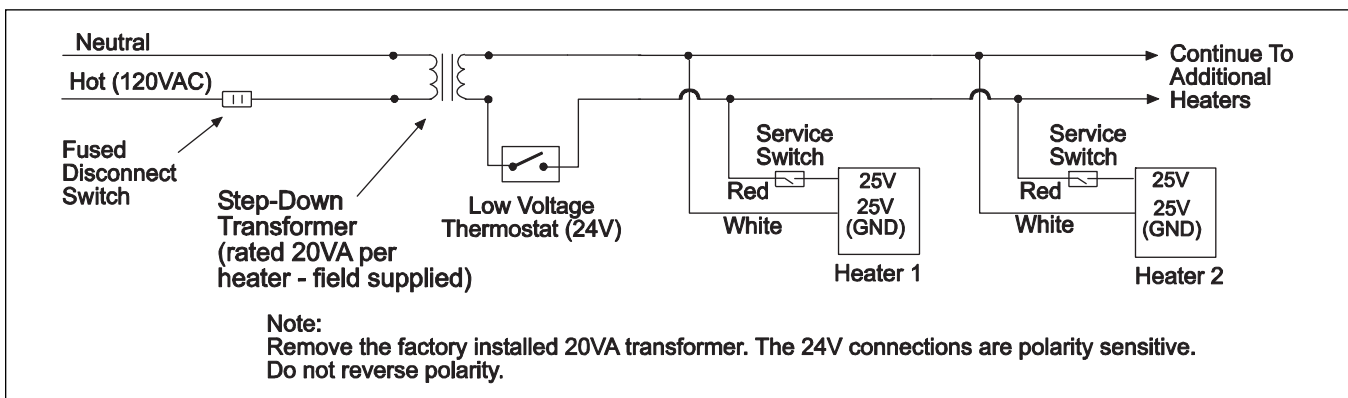 Neutral
Hot (120VAC)
Fused
Disconnect
Switch
Step-Down
Transformer
(rated 20VA per
heater - field supplied)
Low Voltage
Thermostat (24V)
Service
Switch
Red
White
25V
25V
(GND)
Heater 1
Service
Switch
Red
White
25V
25V
(GND)
Heater 2
Continue To
Additional
Heaters
Note:
Remove the factory installed 20VA transformer. The 24V connections are polarity sensitive.
Do not reverse polarity.